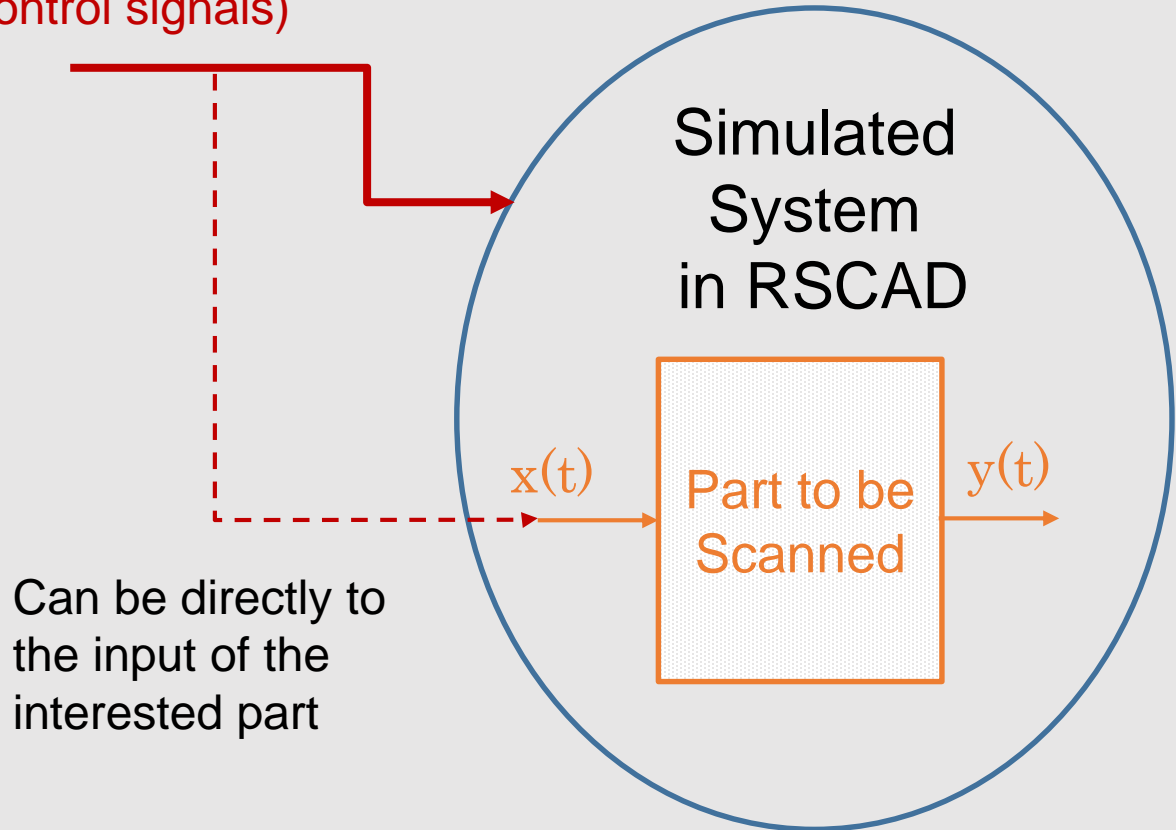 ontrol signals)
Simulated
System
in RSCAD
x(t)
Part to be
Scanned
y(t)
Can be directly to
the input of the
interested part